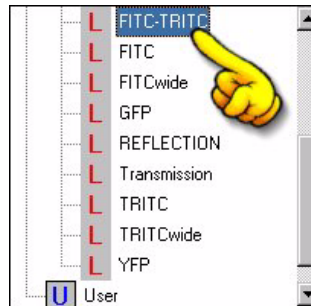 L FITC-TRITC
L FITC
L FITCwide
L GFP
L REFLECTION
L Transmission
L TRITC
L TRITCwide
L YFP
U User